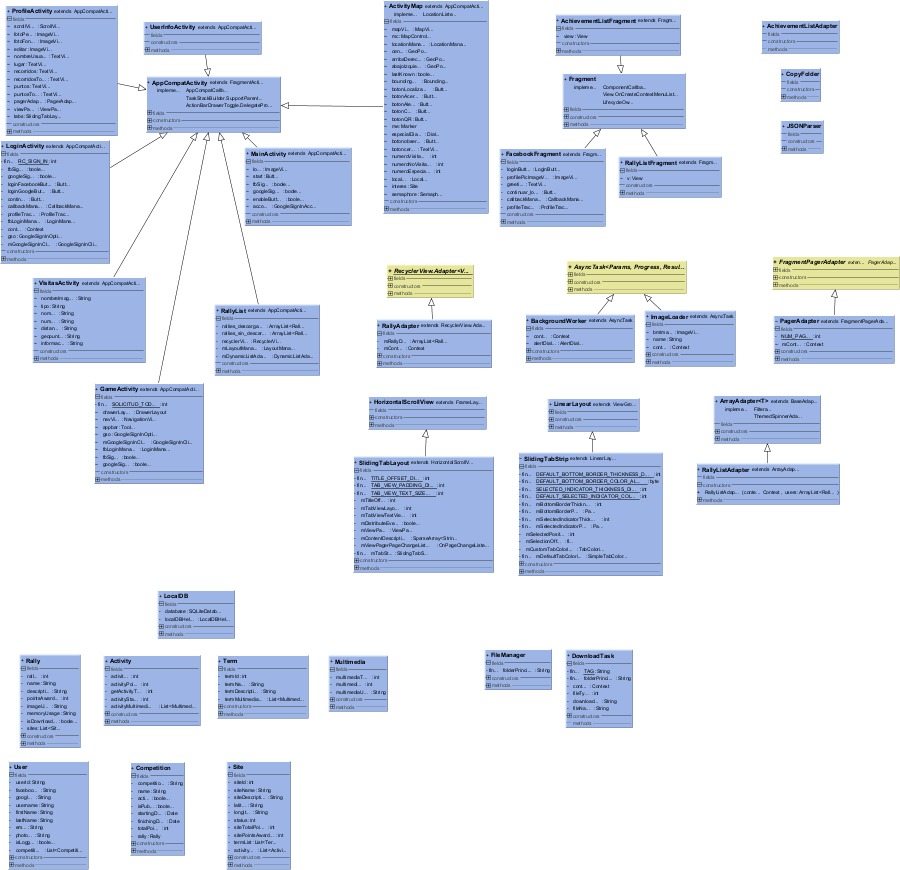 ProfileActivity extends AppCompatActi...
fields
scrollVi... : ScrollVi...
fotoPe... : ImageVi...
fotoFon... : ImageVi...
editar: ImageVi...
nombreUsua... : TextVi...
lugar: TextVi...
recorridos: TextVi...
recorridosTo... : TextVi...
puntos: TextVi...
puntosTo... : TextVi...
pagerAdap... : PagerAdap...
viewPa... : ViewPa...
tabs: SlidingTabLay...
constructors
methods
UserInfoActivity extends AppCompatActi...
fields
constructors
methods
AppCompatActivity extends FragmentActi...
impleme... AppCompatCallba...
TaskStackBuilder.SupportParent...
ActionBarDrawerToggle.DelegatePro...
fields
constructors
methods
LoginActivity extends AppCompatActi...
fields
fin... RC_SIGN_IN: int
fbSig... : boole...
googleSig... : boole...
loginFacebookBut... : Butt...
loginGoogleBut... : Butt...
contin... : Butt...
callbackMana... : CallbackMana...
profileTrac... : ProfileTrac...
fbLoginMana... : LoginMana...
cont... : Context
gso : GoogleSignInOpti...
mGoogleSignInCl... : GoogleSignInCli...
constructors
methods
MainActivity extends AppCompatActi...
fields
lo... : ImageVi...
start : Butt...
fbSig... : boole...
googleSig... : boole...
enableButt... : boole...
acco... : GoogleSignInAcc...
constructors
methods
ActivityMap extends AppCompatActi...
impleme... LocationListe...
fields
mapVi... : MapVi...
mc: MapControl...
locationMana... : LocationMana...
cen... : GeoPo...
arribaDerec... : GeoPo...
abajoIzquie... : GeoPo...
lastKnown : boole...
bounding... : Bounding...
botonLocaliza... : Butt...
botonAcer... : Butt...
botonAle... : Butt...
botonC... : Butt...
botonQR : Butt...
me: Marker
especialDia... : Dial...
botonvolver... : Butt...
botoncer... : TextVi...
numeroVisita... : int
numeroNoVisita... : int
numeroEspecia... : int
local... : Locat...
interes : Site
semaphore : Semaph...
constructors
methods
AchievementListFragment extends Fragm...
fields
view : View
constructors
methods
Fragment
impleme... ComponentCallba...
View.OnCreateContextMenuList...
LifecycleOw...
fields
constructors
methods
FacebookFragment extends Fragm...
fields
loginButt... : LoginButt...
profilePicImageVi... : ImageVi...
greeti... : TextVi...
continuar_lo... : Butt...
callbackMana... : CallbackMana...
profileTrac... : ProfileTrac...
constructors
methods
RallyListFragment extends Fragm...
fields
v: View
constructors
methods
AchievementListAdapter
fields
constructors
methods
CopyFolder
fields
constructors
methods
JSONParser
fields
constructors
methods
VisitasActivity extends AppCompatActi...
fields
nombreImag... : String
tipo: String
nom... : String
num... : String
distan... : String
geopunt... : String
informac... : String
constructors
methods
RallyList extends AppCompatActi...
fields
rallies_descarga... : ArrayList<Rall...
rallies_sin_descar... : ArrayList<Rall...
recyclerVi... : RecyclerVi...
mLayoutMana... : LayoutMana...
mDynamicListAda... : DynamicListAda...
constructors
methods
RecyclerView.Adapter<V...
fields
constructors
methods
RallyAdapter extends RecyclerView.Ada...
fields
mRallyD... : ArrayList<Rall...
mCont... : Context
constructors
methods
AsyncTask<Params, Progress, Resul...
fields
constructors
methods
BackgroundWorker extends AsyncTask
fields
cont... : Context
alertDial... : AlertDial...
constructors
methods
ImageLoader extends AsyncTask
fields
bmIma... : ImageVi...
name : String
cont... : Context
constructors
methods
FragmentPagerAdapter exten... PagerAdap...
fields
constructors
methods
PagerAdapter extends FragmentPagerAda...
fields
NUM_PAG... : int
mCont... : Context
constructors
methods
GameActivity extends AppCompatActi...
fields
fin... SOLICITUD_TOD... : int
drawerLay... : DrawerLayout
navVi... : NavigationVi...
appbar: Tool...
gso : GoogleSignInOpti...
mGoogleSignInCl... : GoogleSignInCli...
fbLoginMana... : LoginMana...
fbSig... : boole...
googleSig... : boole...
constructors
methods
HorizontalScrollView extends FrameLay...
fields
constructors
methods
SlidingTabLayout extends HorizontalScrollV...
fields
fin... TITLE_OFFSET_DI... : int
fin... TAB_VIEW_PADDING_DI... : int
fin... TAB_VIEW_TEXT_SIZE... : int
mTitleOff... : int
mTabViewLayo... : int
mTabViewTextVie... : int
mDistributeEve... : boole...
mViewPa... : ViewPa...
mContentDescripti... : SparseArray<Strin...
mViewPagerPageChangeList... : OnPageChangeListe...
fin... mTabSt... : SlidingTabS...
constructors
methods
LinearLayout extends ViewGro...
fields
constructors
methods
SlidingTabStrip extends LinearLay...
fields
fin... DEFAULT_BOTTOM_BORDER_THICKNESS_D... : int
fin... DEFAULT_BOTTOM_BORDER_COLOR_AL... : byte
fin... SELECTED_INDICATOR_THICKNESS_DI... : int
fin... DEFAULT_SELECTED_INDICATOR_COL... : int
fin... mBottomBorderThickn... : int
fin... mBottomBorderP... : Pa...
fin... mSelectedIndicatorThick... : int
fin... mSelectedIndicatorP... : Pa...
mSelectedPosit... : int
mSelectionOff... : fl...
mCustomTabColori... : TabColori...
fin... mDefaultTabColori... : SimpleTabColor...
constructors
methods
ArrayAdapter<T> extends BaseAdap...
impleme... Filtera...
ThemedSpinnerAda...
fields
constructors
methods
RallyListAdapter extends ArrayAdap...
fields
constructors
RallyListAdap... (conte... : Context , users: ArrayList<Rall... )
methods
LocalDB
fields
database : SQLiteDatab...
localDBHel... : LocalDBHel...
constructors
methods
Rally
fields
ralI... : int
name : String
descripti... : String
pointsAward... : int
imageU... : String
memoryUsage : String
isDownload... : boole...
sites: List<Sit...
constructors
methods
Activity
fields
activit... : int
activityPoi... : int
getActivityT... : int
activitySta... : int
activityMultimedi... : List<Multimed...
constructors
methods
Term
fields
termId : int
termNa... : String
termDescripti... : String
termMultimedia... : List<Multimed...
constructors
methods
Multimedia
fields
multimediaT... : int
multimedi... : int
multimediaU... : String
constructors
methods
FileManager
fields
fin... folderPrinci... : String
constructors
methods
DownloadTask
fields
fin... TAG: String
fin... folderPrinci... : String
cont... : Context
fileTy... : int
download... : String
fileNa... : String
constructors
methods
User
fields
userId: String
faceboo... : String
googl... : String
username : String
firstName : String
lastName : String
em... : String
photo... : String
isLogg... : boole...
competiti... : List<Competiti...
constructors
methods
Competition
fields
competitio... : String
name : String
acti... : boole...
isPub... : boole...
startingD... : Date
finishingD... : Date
totalPoi... : int
rally : Rally
constructors
methods
Site
fields
siteId : int
siteName : String
siteDescripti... : String
latit... : String
longit... : String
status: int
siteTotalPoi... : int
sitePointsAward... : int
termList : List<Ter...
activity... : List<Activi...
constructors
methods